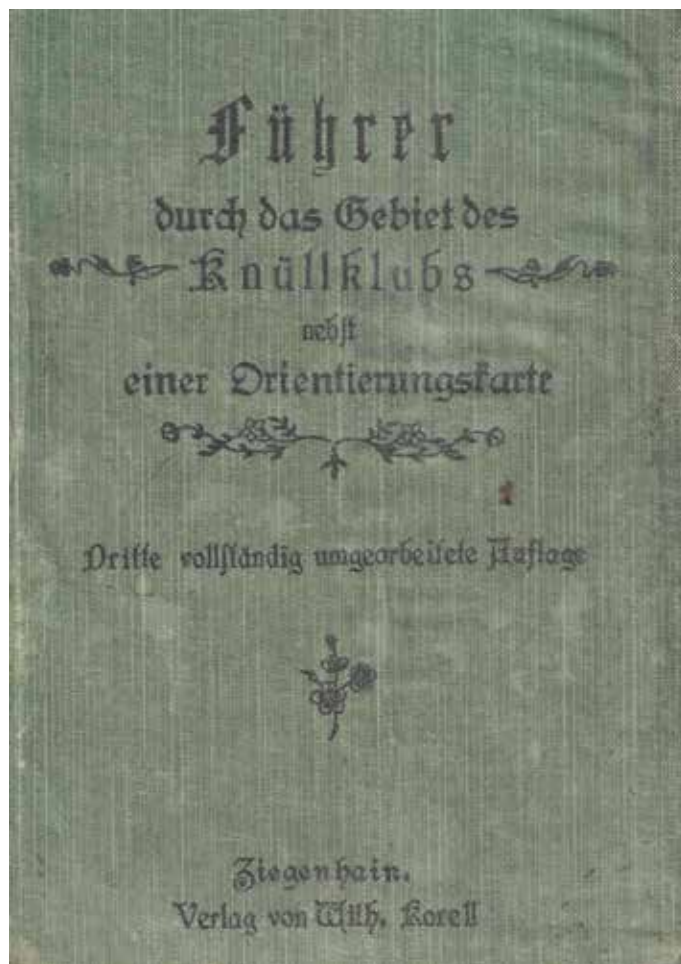 Führer
durch das Gebiet des
Knüllklubs
nebst
einer Orientierungskarte
Dritte vollständig umgearbeitete Auflage
Ziegenhain.
Verlag von Wilh. Korell